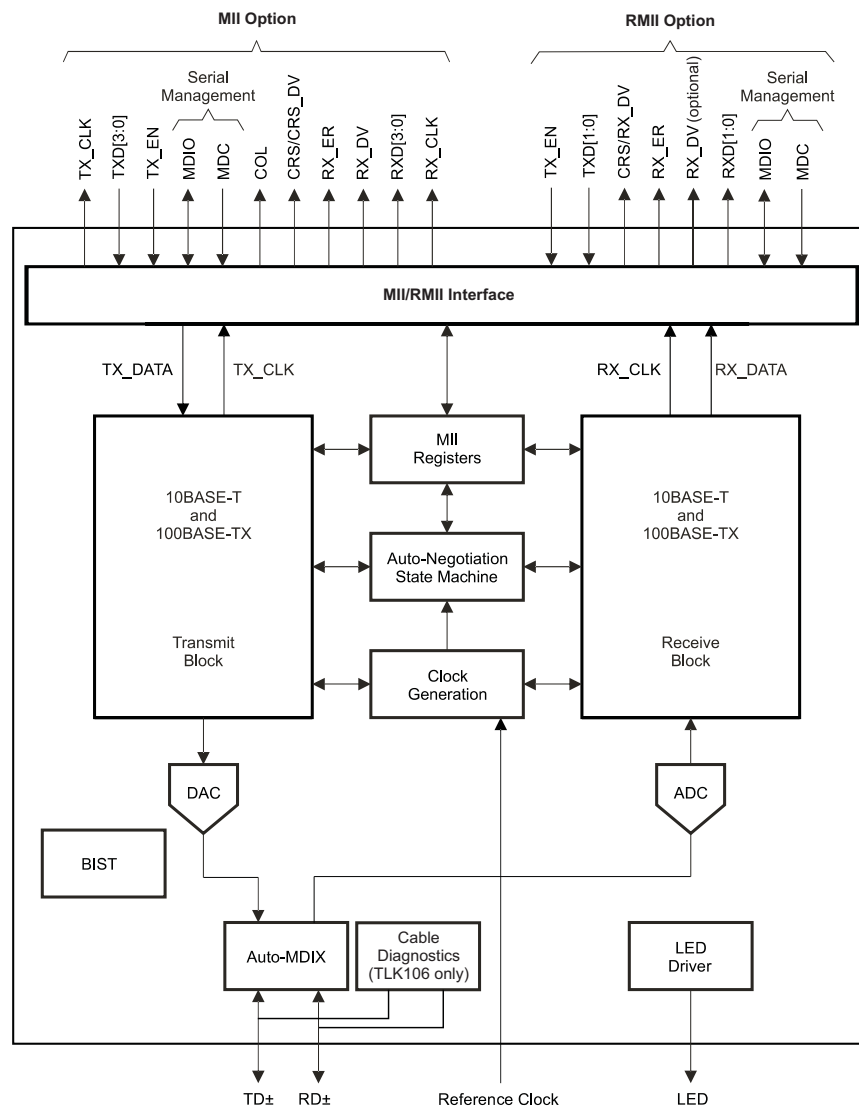 MII Option
RMII Option
Serial
Management
Serial
Management
TX_CLK
TXD[3:0]
TX_EN
MDIO
MDC
COL
CRS/CRS_DV
RX_ER
RX_DV
RXD[3:0]
RX_CLK
TX_EN
TXD[1:0]
CRS/RX_DV
RX_ER
RX_DV (optional)
RXD[1:0]
MDIO
MDC
MII/RMII Interface
TX_DATA
TX_CLK
RX_CLK
RX_DATA
10BASE-T
and
100BASE-TX
Transmit
Block
MII
Registers
Auto-Negotiation
State Machine
Clock
Generation
10BASE-T
and
100BASE-TX
Receive
Block
DAC
ADC
BIST
Auto-MDIX
Cable
Diagnostics
(TLK106 only)
LED
Driver
TD±
RD±
Reference Clock
LED